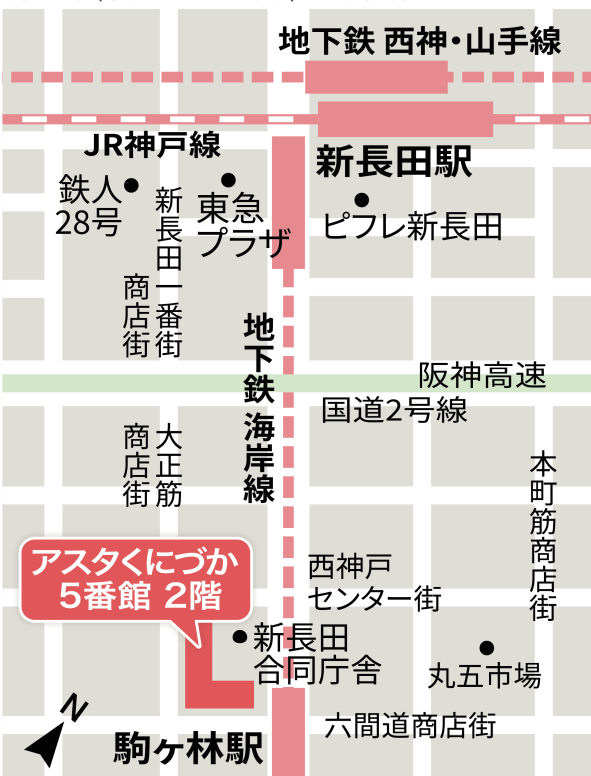 地下鉄 西神・山手線
JR神戸線
新長田駅
鉄人
28号
新長田一番街
商店街
東急
プラザ
ピフレ新長田
地下鉄 海岸線
阪神高速
国道2号線
大正筋
商店街
本町筋商店街
アスタくにづか
5番館 2階
西神戸
センター街
新長田
合同庁舎
丸五市場
六間道商店街
駒ヶ林駅
N